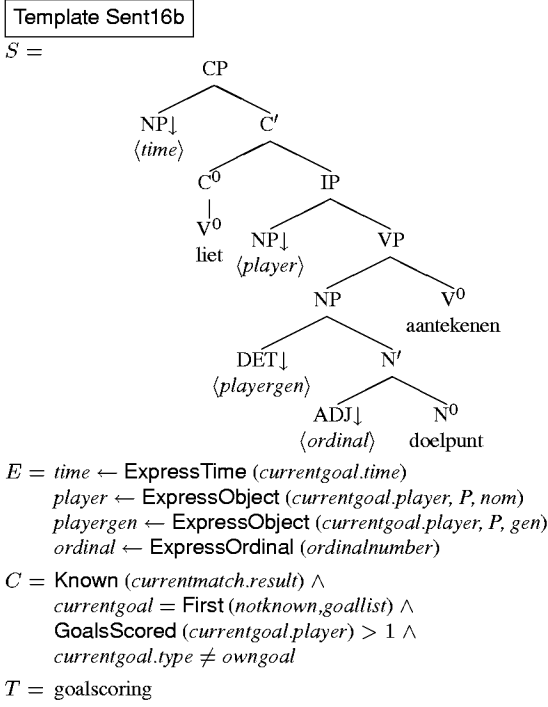 Template Sent16b
S =
CP
NP↓ C′
⟨time⟩
C⁰ IP
V⁰ NP↓ VP
liet ⟨player⟩
NP V⁰
aantekenen
DET↓ N′
⟨playergen⟩
ADJ↓ N⁰
⟨ordinal⟩ doelpunt
E = time ← ExpressTime (currentgoal.time)
player ← ExpressObject (currentgoal.player, P, nom)
playergen ← ExpressObject (currentgoal.player, P, gen)
ordinal ← ExpressOrdinal (ordinalnumber)
C = Known (currentmatch.result) ∧
currentgoal = First (notknown,goallist) ∧
GoalsScored (currentgoal.player) > 1 ∧
currentgoal.type ≠ owngoal
T = goalscoring